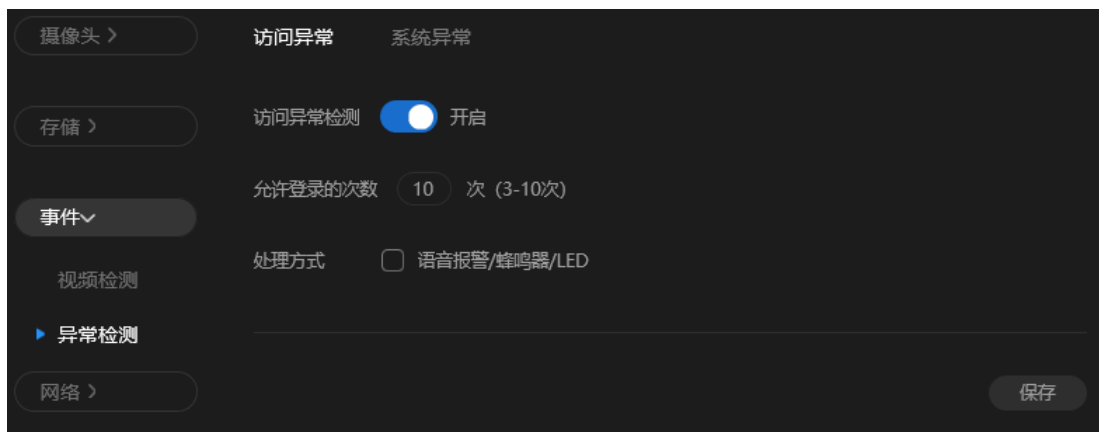 摄像头
访问异常 系统异常
访问异常检测 开启
存储
允许登录的次数 10 次 (3-10次)
事件
处理方式 语音报警/蜂鸣器/LED
视频检测
异常检测
网络
保存